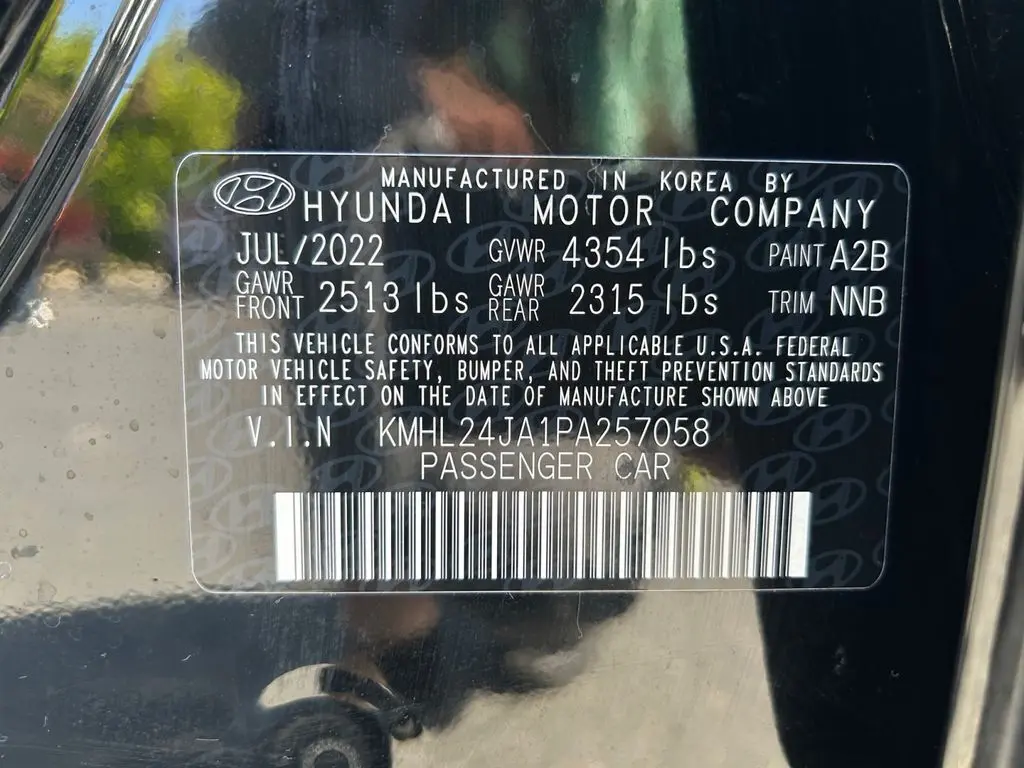 MANUFACTURED IN KOREA BY
HYUNDAI MOTOR COMPANY
JUL/2022 GVWR 4354 lbs PAINT A2B
GAWR FRONT 2513 lbs GAWR REAR 2315 lbs TRIM NNB
THIS VEHICLE CONFORMS TO ALL APPLICABLE U.S.A. FEDERAL
MOTOR VEHICLE SAFETY, BUMPER, AND THEFT PREVENTION STANDARDS
IN EFFECT ON THE DATE OF MANUFACTURE SHOWN ABOVE
V.I.N KMHL24JA1PA257058
PASSENGER CAR